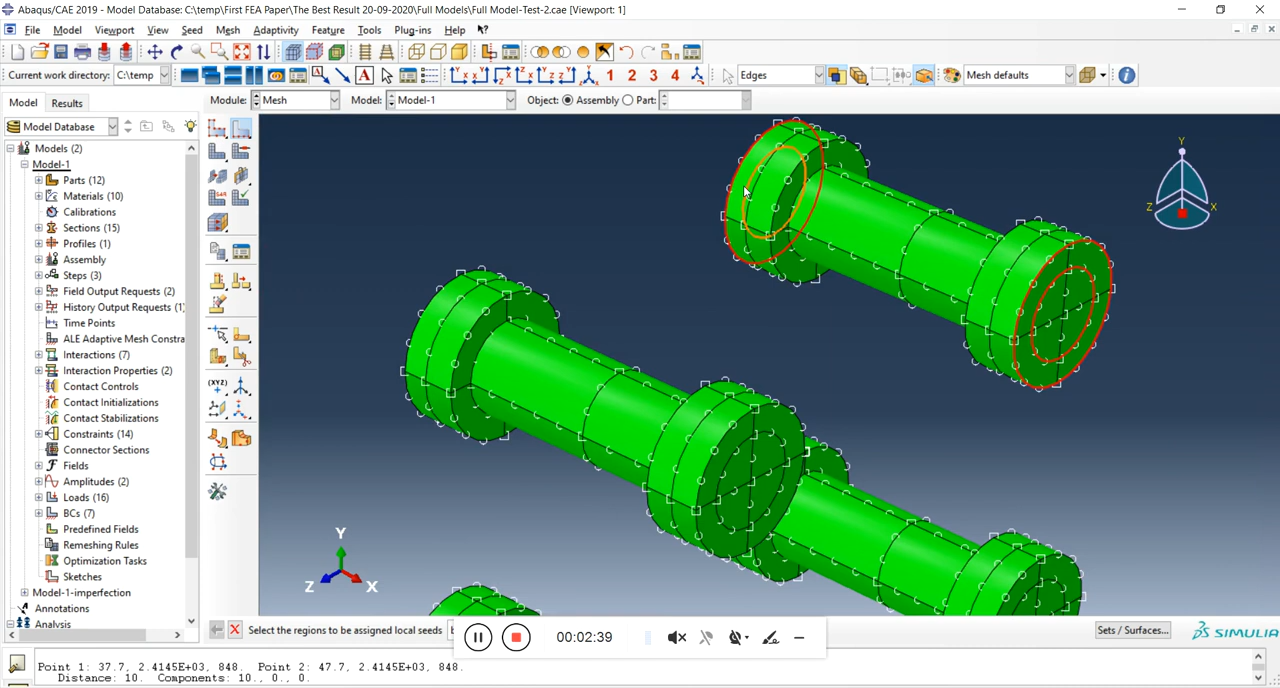 Abaqus/CAE 2019 - Model Database: C:\temp\First FEA Paper\The Best Result 20-09-2020\Full Models\Full Model-Test-2.cae [Viewport: 1]
File Model Viewport View Seed Mesh Adaptivity Feature Tools Plug-ins Help
Current work directory: C:\temp A 1 2 3 4 Edges Mesh defaults
Model Results Module: Mesh Model: Model-1 Object: Assembly Part:
Model Database
Models (2)
Model-1
Parts (12)
Materials (10)
Calibrations
Sections (15)
Profiles (1)
Assembly
Steps (3)
Field Output Requests (2)
History Output Requests (1)
Time Points
ALE Adaptive Mesh Constra
Interactions (7)
Interaction Properties (2)
Contact Controls
Contact Initializations
Contact Stabilizations
Constraints (14)
Connector Sections
Fields
Amplitudes (2)
Loads (16)
BCs (7)
Predefined Fields
Remeshing Rules
Optimization Tasks
Sketches
Model-1-imperfection
Annotations
Analysis
(XYZ)
Y
Z X
Y
Z X
Select the regions to be assigned local seeds
00:02:39
Sets / Surfaces...
SIMULIA
Point 1: 37.7, 2.4145E+03, 848. Point 2: 47.7, 2.4145E+03, 848.
Distance: 10. Components: 10., 0., 0.